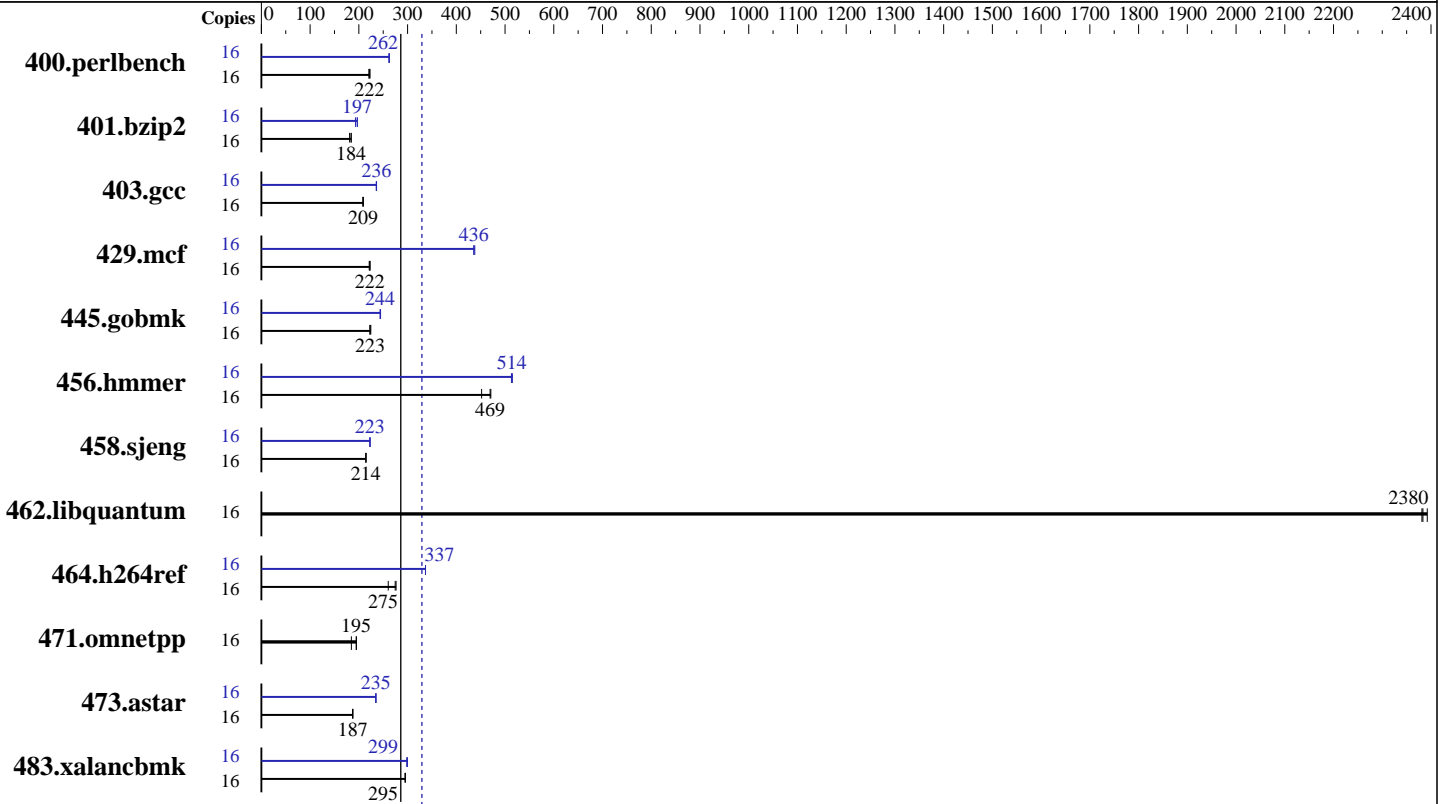 Copies 0 100 200 300 400 500 600 700 800 900 1000 1100 1200 1300 1400 1500 1600 1700 1800 1900 2000 2100 2200 2400
400.perlbench 16 262
16 222
401.bzip2 16 197
16 184
403.gcc 16 236
16 209
429.mcf 16 436
16 222
445.gobmk 16 244
16 223
456.hmmer 16 514
16 469
458.sjeng 16 223
16 214
462.libquantum 16 2380
464.h264ref 16 337
16 275
471.omnetpp 16 195
473.astar 16 235
16 187
483.xalancbmk 16 299
16 295